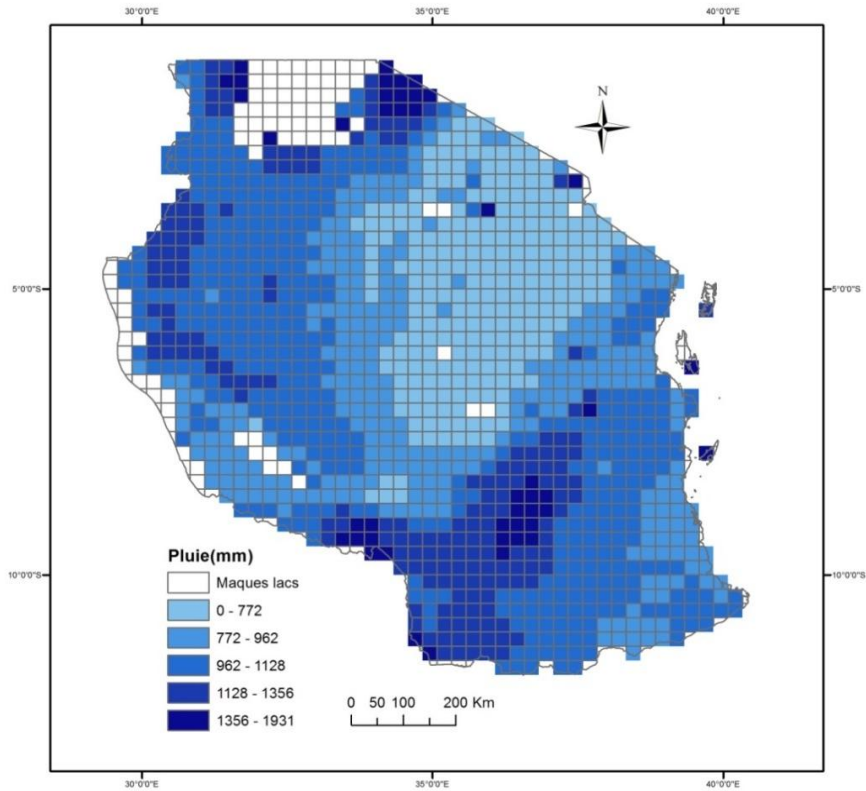 30°0'0"E 35°0'0"E 40°0'0"E
N
5°0'0"S 5°0'0"S
10°0'0"S 10°0'0"S
Pluie(mm)
Maques lacs
0 - 772
772 - 962
962 - 1128
1128 - 1356
1356 - 1931
0 50 100 200 Km
30°0'0"E 35°0'0"E 40°0'0"E